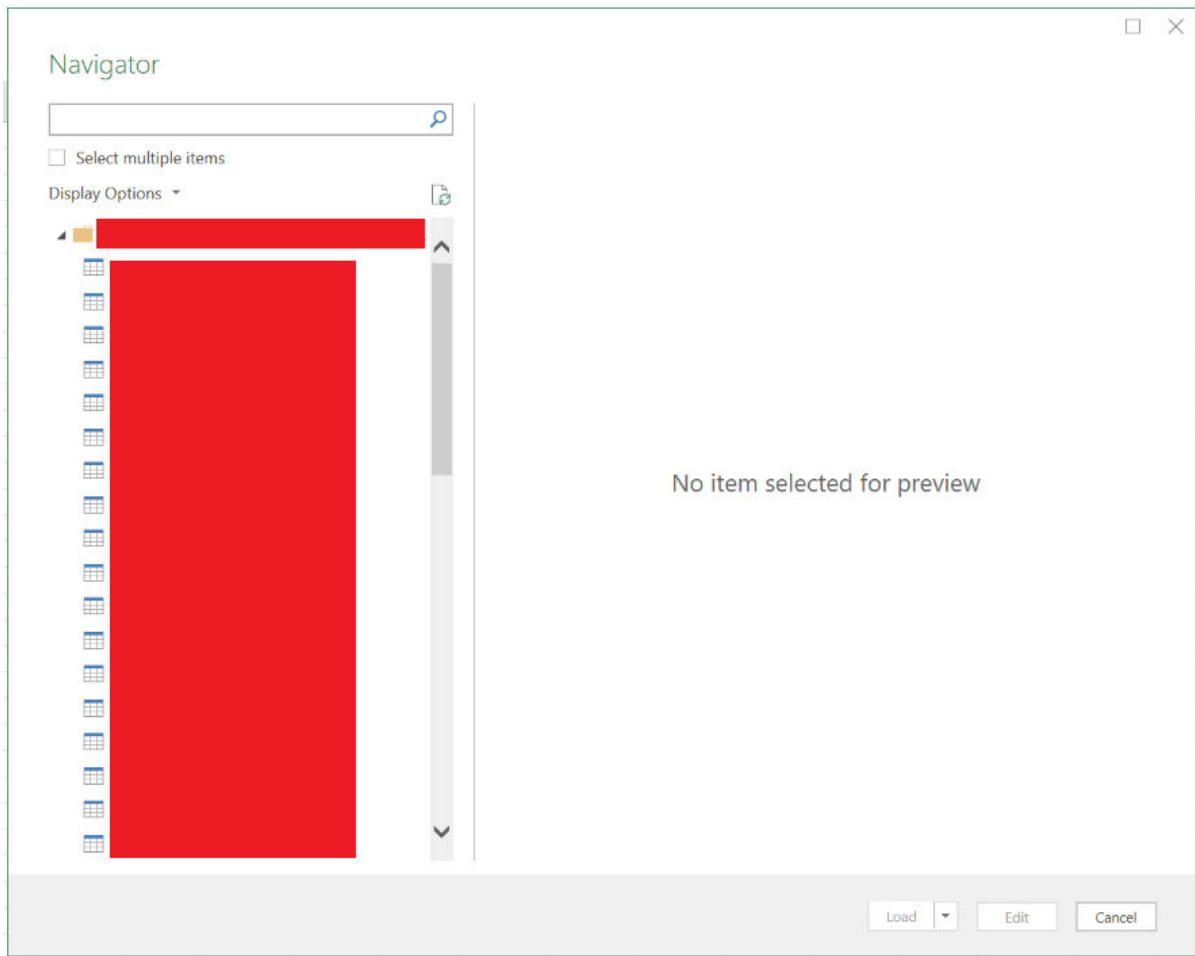 Navigator
Select multiple items
Display Options
No item selected for preview
Load
Edit
Cancel